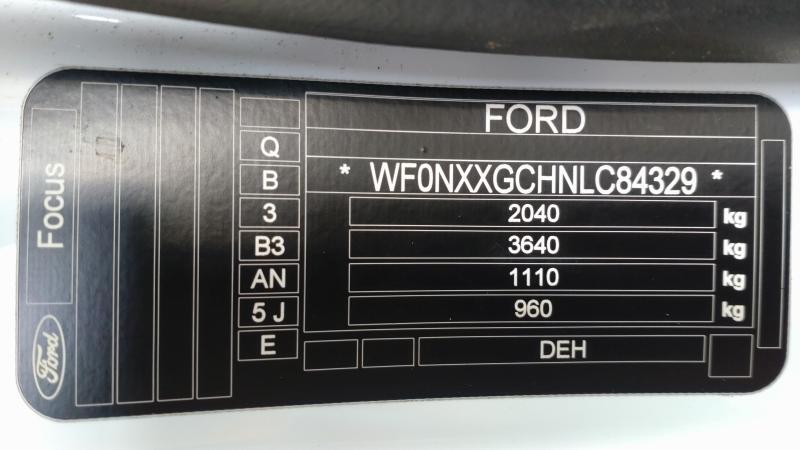 FORD
Q
B
* WF0NXXGCHNLC84329 *
3
2040 kg
B3
3640 kg
AN
1110 kg
5 J
960 kg
E
DEH
Focus
Ford